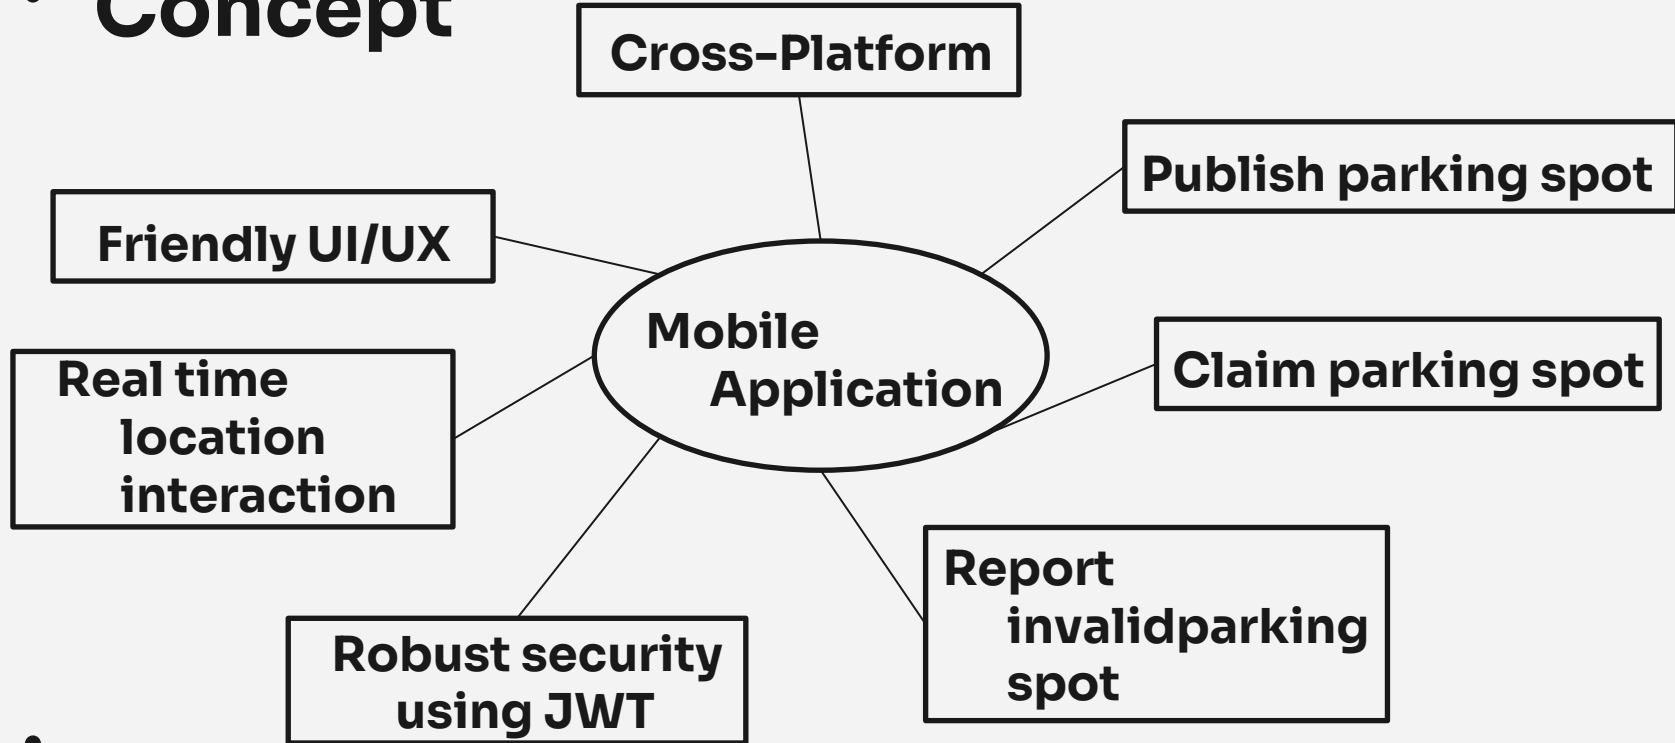 Concept
Cross-Platform
Publish parking spot
Friendly UI/UX
Mobile
Application
Claim parking spot
Real time
location
interaction
Report
invalidparking
spot
Robust security
using JWT